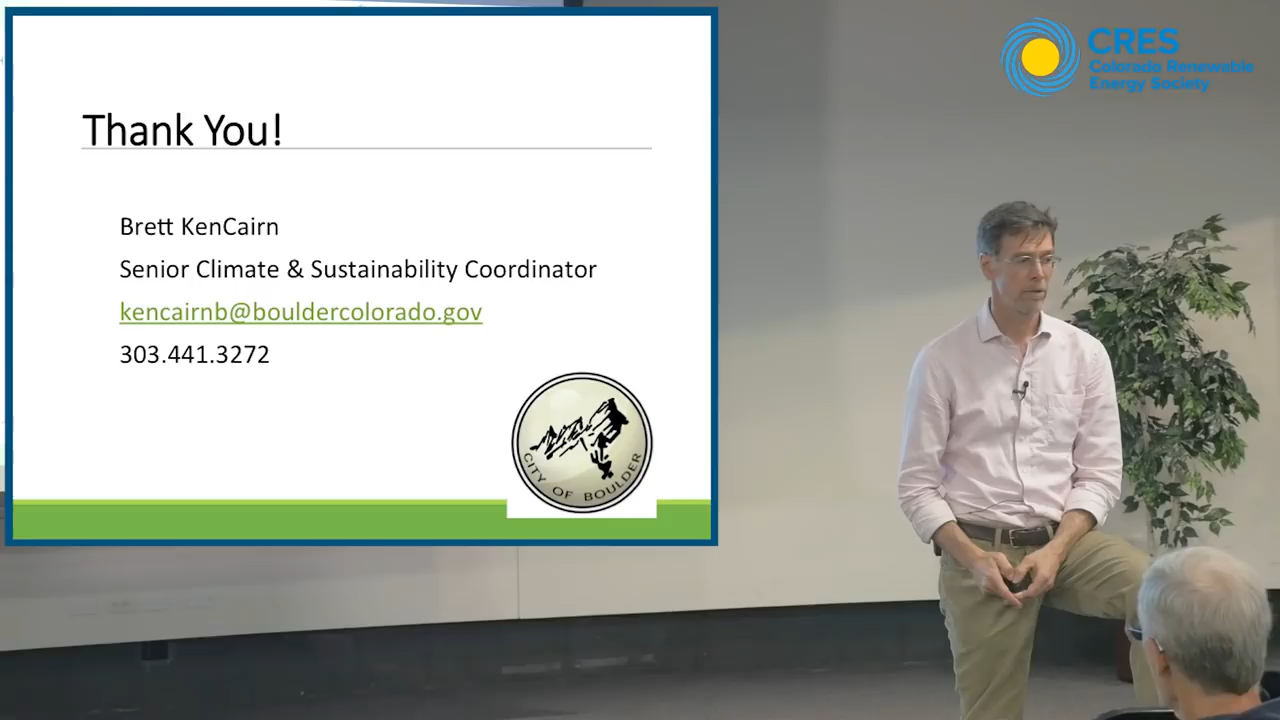 Thank You!
Brett KenCairn
Senior Climate & Sustainability Coordinator
kencairnb@bouldercolorado.gov
303.441.3272
CITY OF BOULDER
CRES
Colorado Renewable
Energy Society